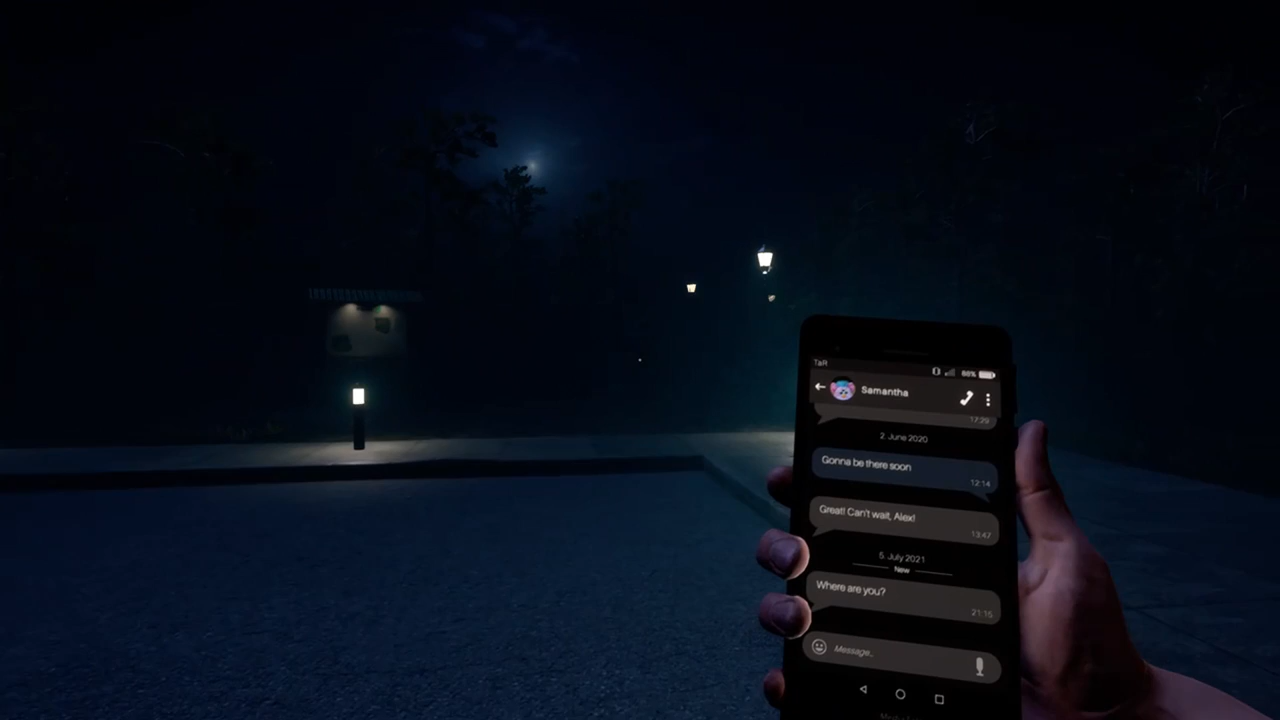 TaR
88%
Samantha
17:29
2. June 2020
Gonna be there soon
12:14
Great! Can't wait, Alex!
13:47
5. July 2021
New
Where are you?
21:15
Message..